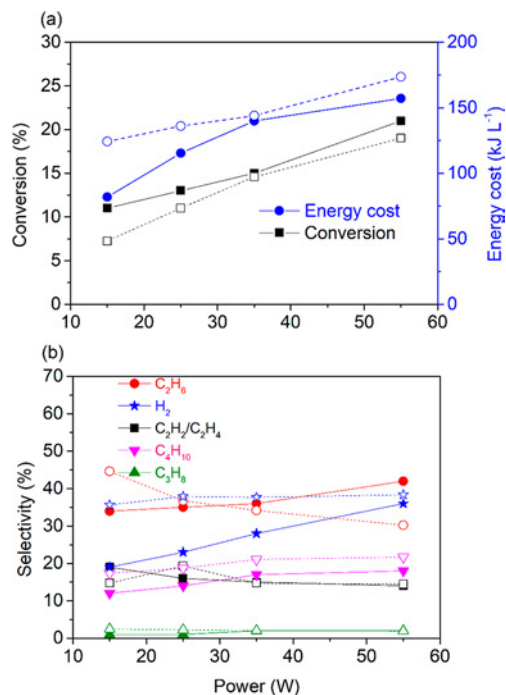 (a)
30
25
20
15
10
5
0
Conversion (%)
200
150
100
50
0
Energy cost (kJ L⁻¹)
Energy cost
Conversion
10 20 30 40 50 60
(b)
70
60
50
40
30
20
10
0
Selectivity (%)
C₂H₆
H₂
C₂H₂/C₂H₄
C₄H₁₀
C₃H₈
10 20 30 40 50 60
Power (W)